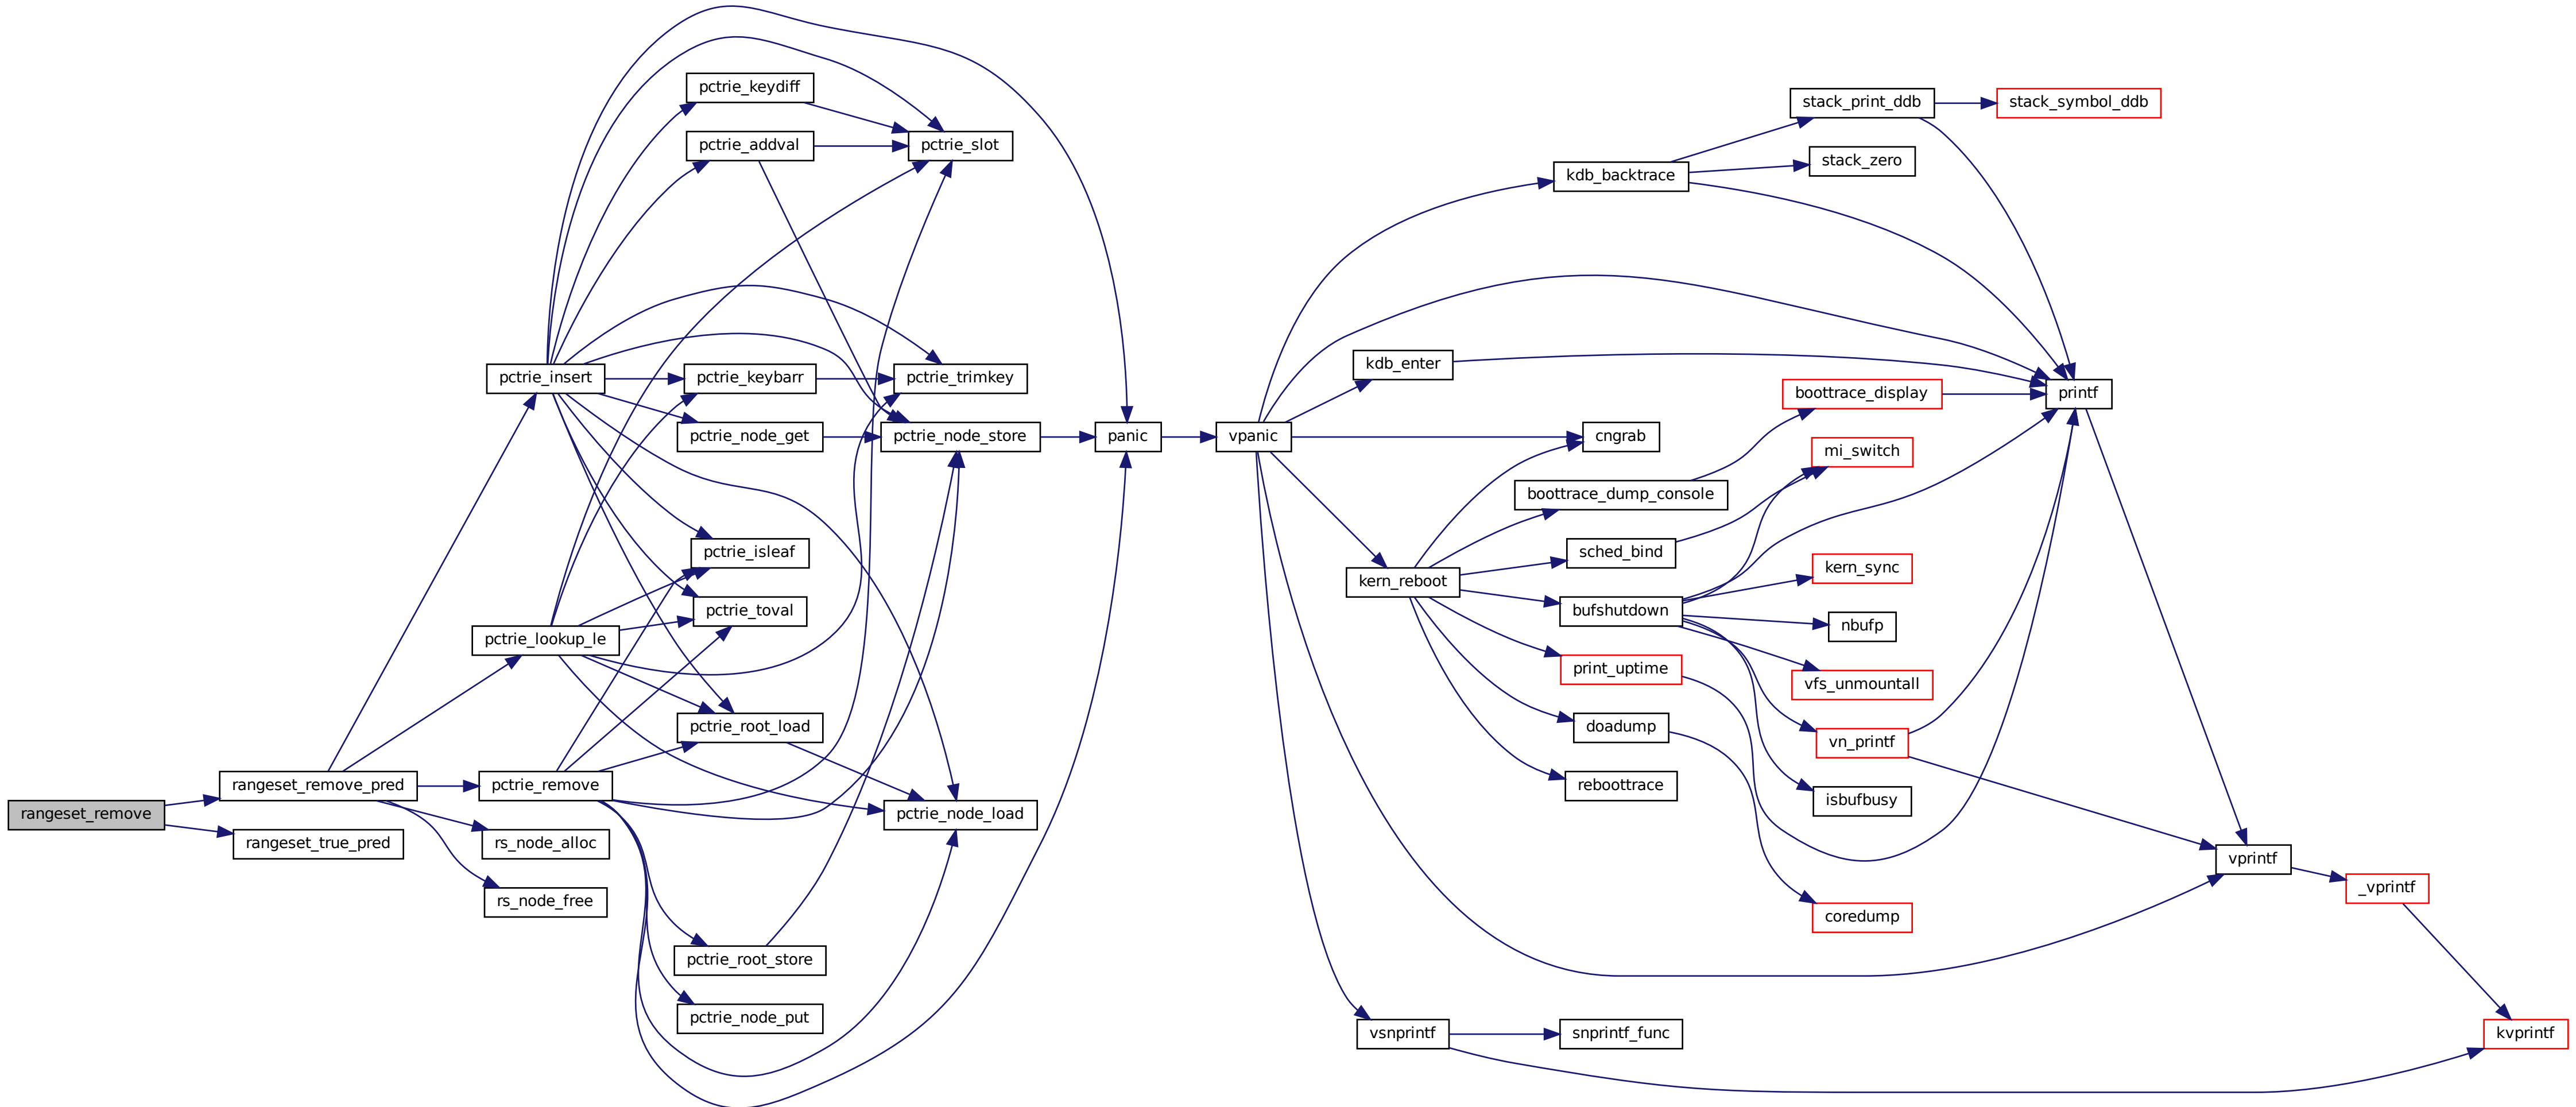 rangeset_remove
rangeset_remove_pred
rangeset_true_pred
pctrie_insert
pctrie_lookup_le
pctrie_remove
rs_node_alloc
rs_node_free
pctrie_keydiff
pctrie_addval
pctrie_keybarr
pctrie_node_get
pctrie_isleaf
pctrie_toval
pctrie_root_load
pctrie_root_store
pctrie_node_put
pctrie_slot
pctrie_trimkey
pctrie_node_store
pctrie_node_load
panic
vpanic
kdb_enter
kern_reboot
vsnprintf
kdb_backtrace
cngrab
boottrace_dump_console
sched_bind
bufshutdown
print_uptime
doadump
reboottrace
snprintf_func
stack_print_ddb
stack_zero
boottrace_display
mi_switch
kern_sync
nbufp
vfs_unmountall
vn_printf
isbufbusy
coredump
stack_symbol_ddb
printf
vprintf
_vprintf
kvprintf